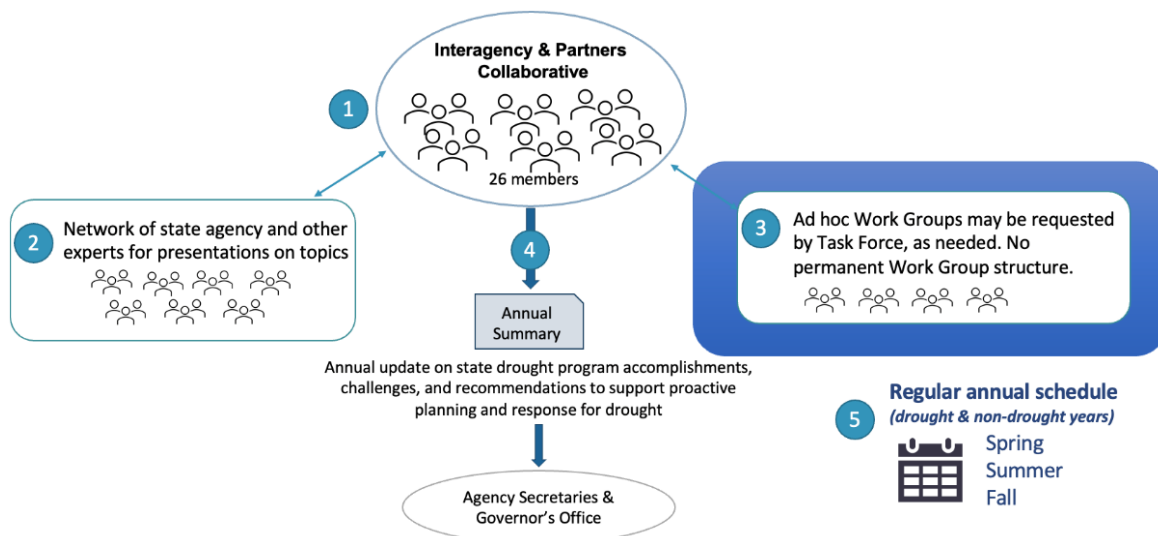 Interagency & Partners
Collaborative
1
26 members
2
Network of state agency and other
experts for presentations on topics
3
Ad hoc Work Groups may be requested
by Task Force, as needed. No
permanent Work Group structure.
4
Annual
Summary
Annual update on state drought program accomplishments,
challenges, and recommendations to support proactive
planning and response for drought
Agency Secretaries &
Governor's Office
5
Regular annual schedule
(drought & non-drought years)
Spring
Summer
Fall